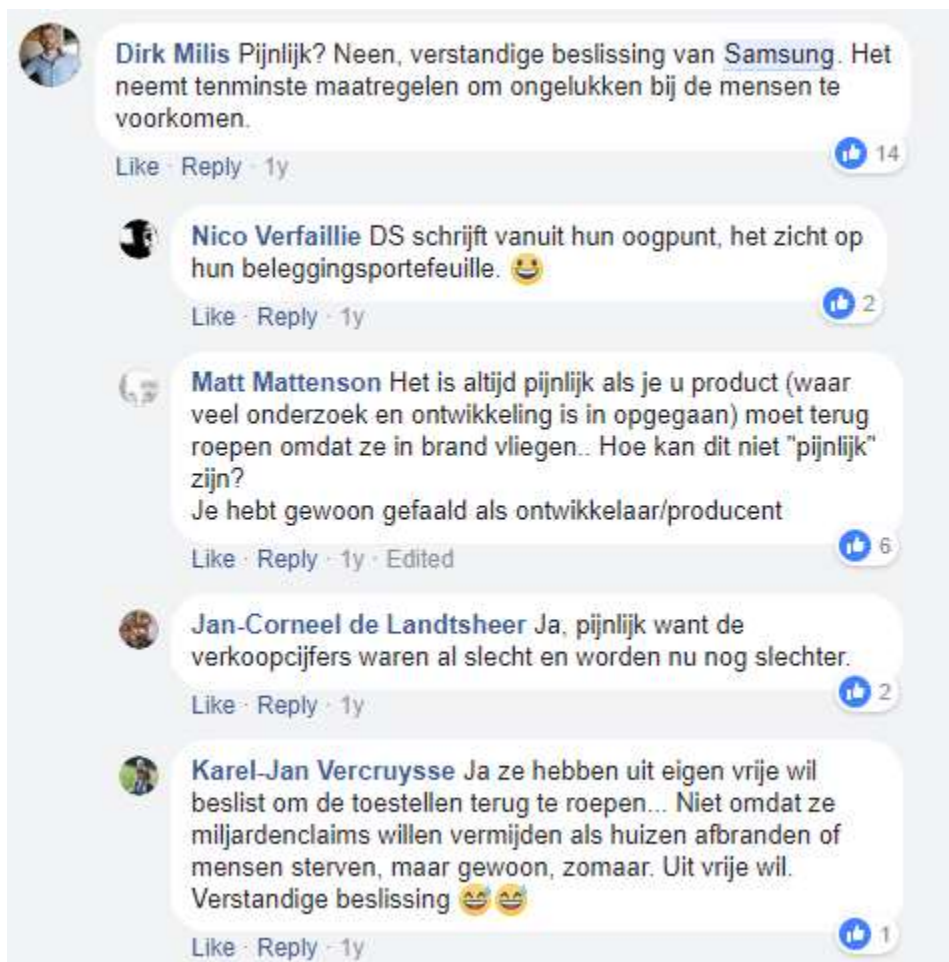 Dirk Milis Pijnlijk? Neen, verstandige beslissing van Samsung. Het
neemt tenminste maatregelen om ongelukken bij de mensen te
voorkomen.
14
Like · Reply · 1y
Nico Verfaillie DS schrijft vanuit hun oogpunt, het zicht op
hun beleggingsportefeuille. 😃
2
Like · Reply · 1y
Matt Mattenson Het is altijd pijnlijk als je u product (waar
veel onderzoek en ontwikkeling is in opgegaan) moet terug
roepen omdat ze in brand vliegen.. Hoe kan dit niet "pijnlijk"
zijn?
Je hebt gewoon gefaald als ontwikkelaar/producent
6
Like · Reply · 1y · Edited
Jan-Corneel de Landtsheer Ja, pijnlijk want de
verkoopcijfers waren al slecht en worden nu nog slechter.
2
Like · Reply · 1y
Karel-Jan Vercruysse Ja ze hebben uit eigen vrije wil
beslist om de toestellen terug te roepen... Niet omdat ze
miljardenclaims willen vermijden als huizen afbranden of
mensen sterven, maar gewoon, zomaar. Uit vrije wil.
Verstandige beslissing 😅😅
1
Like · Reply · 1y